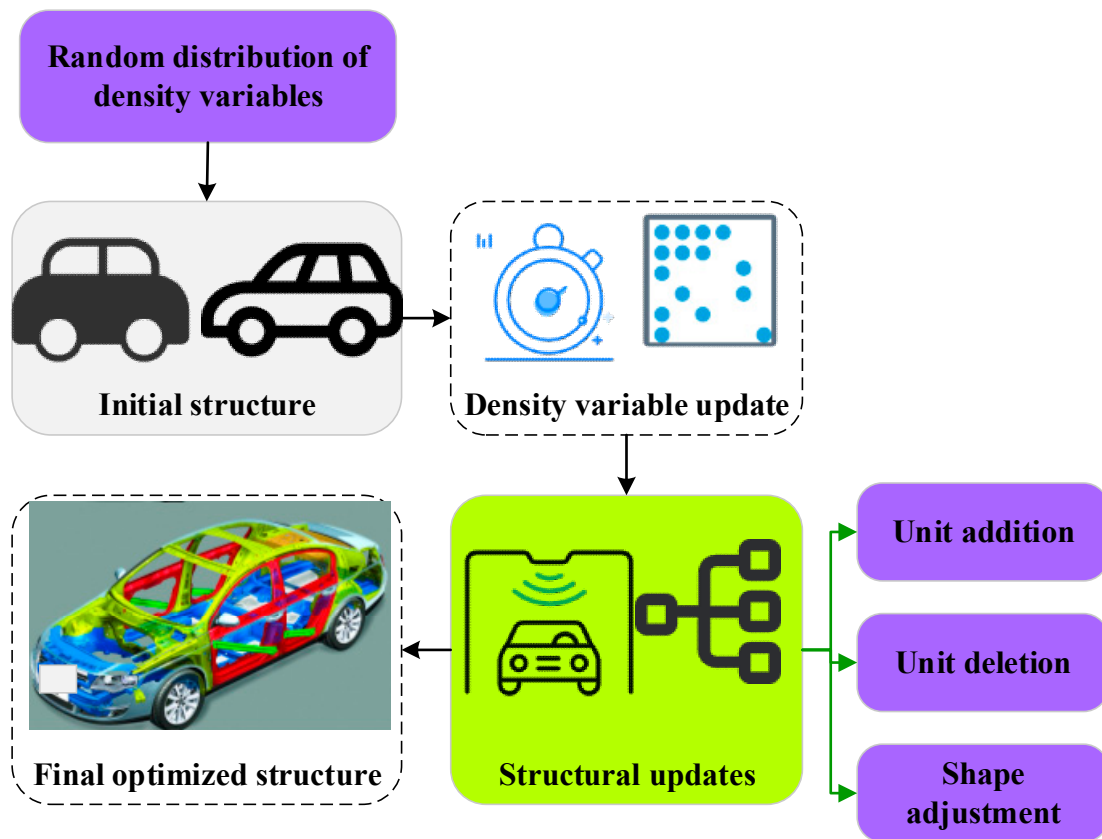 Random distribution of
density variables
Initial structure
Density variable update
Final optimized structure
Structural updates
Unit addition
Unit deletion
Shape
adjustment